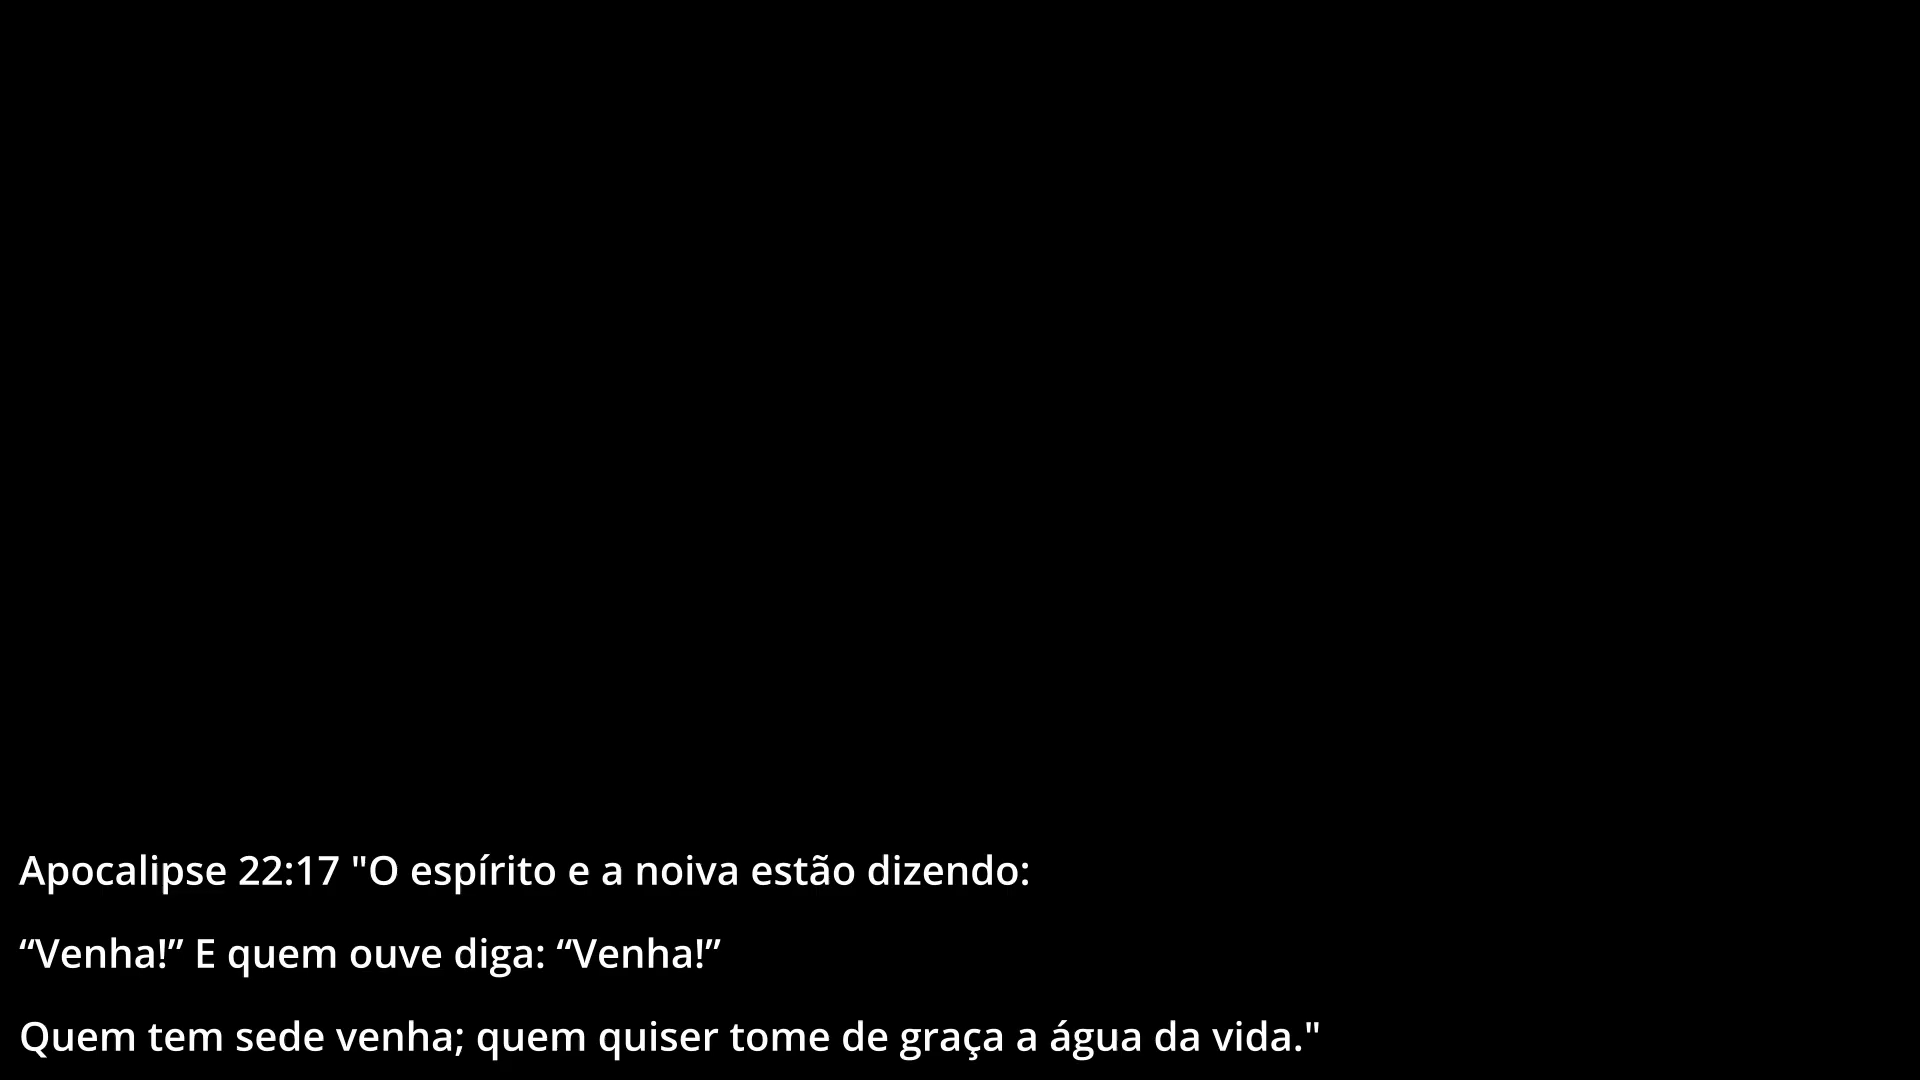 Apocalipse 22:17 "O espírito e a noiva estão dizendo:
“Venha!” E quem ouve diga: “Venha!”
Quem tem sede venha; quem quiser tome de graça a água da vida."